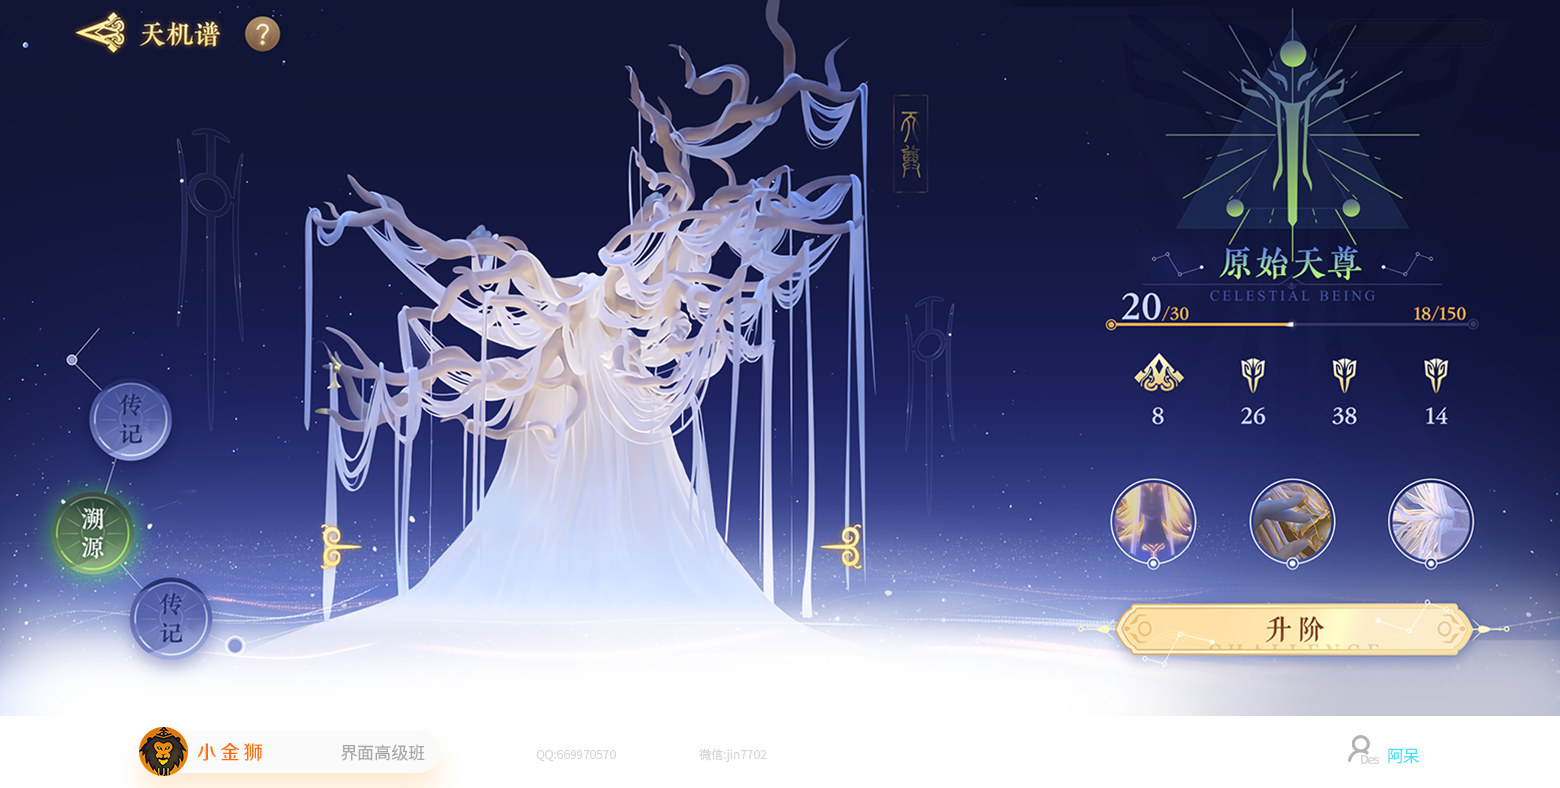 天机谱
?
天尊
原始天尊
CELESTIAL BEING
20/30
18/150
8
26
38
14
传记
溯源
传记
升阶
CHALLENGE
小金狮
界面高级班
QQ:669970570
微信:jin7702
Des
阿呆
UI